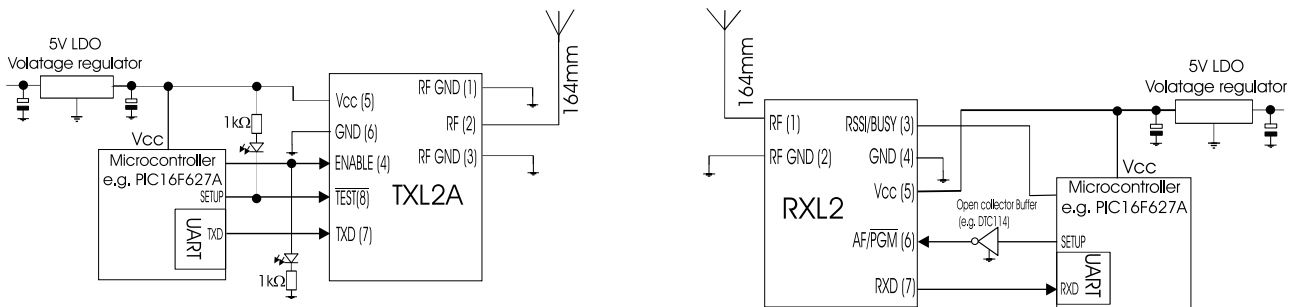 5V LDO
Volatage regulator
Vcc
Microcontroller
e.g. PIC16F627A
SETUP
UART
TXD
1kΩ
1kΩ
Vcc (5)
GND (6)
ENABLE (4)
TEST(8)
TXD (7)
TXL2A
RF GND (1)
RF (2)
RF GND (3)
164mm
164mm
RF (1)
RF GND (2)
RXL2
RSSI/BUSY (3)
GND (4)
Vcc (5)
AF/PGM (6)
RXD (7)
Open collector Buffer
(e.g. DTC114)
5V LDO
Volatage regulator
Vcc
Microcontroller
e.g. PIC16F627A
SETUP
UART
RXD